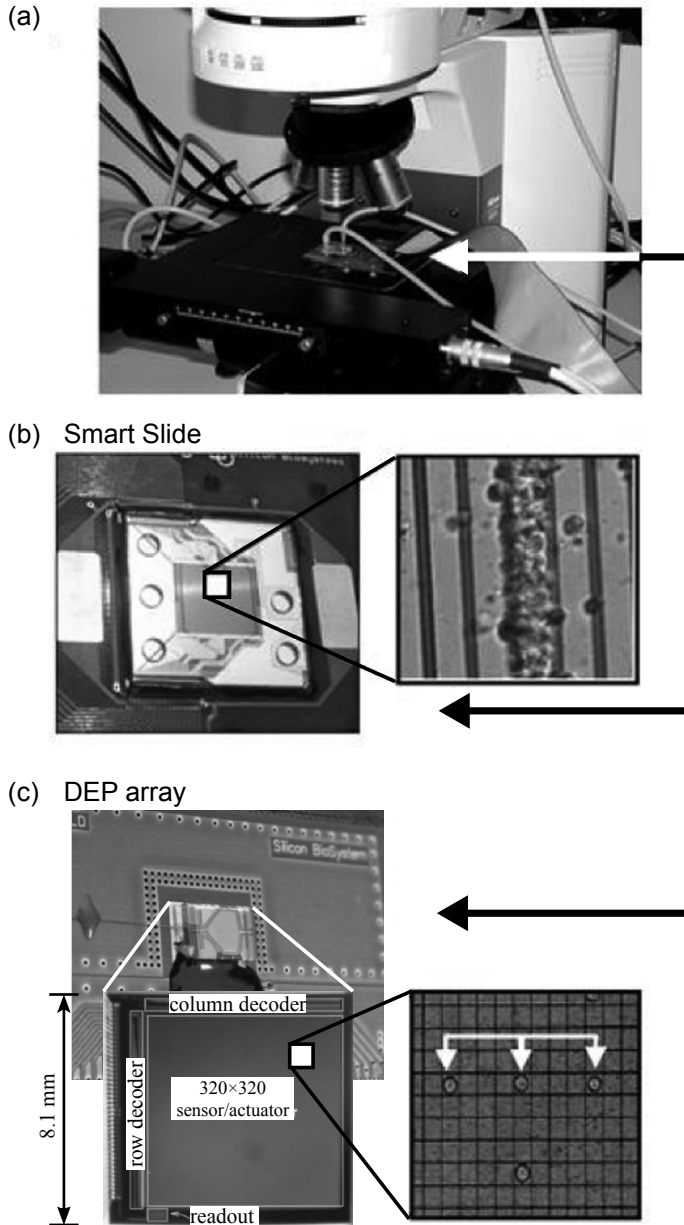 (a)
(b) Smart Slide
(c) DEP array
Silicon BioSystem
column decoder
row decoder
320×320
sensor/actuator
readout
8.1 mm